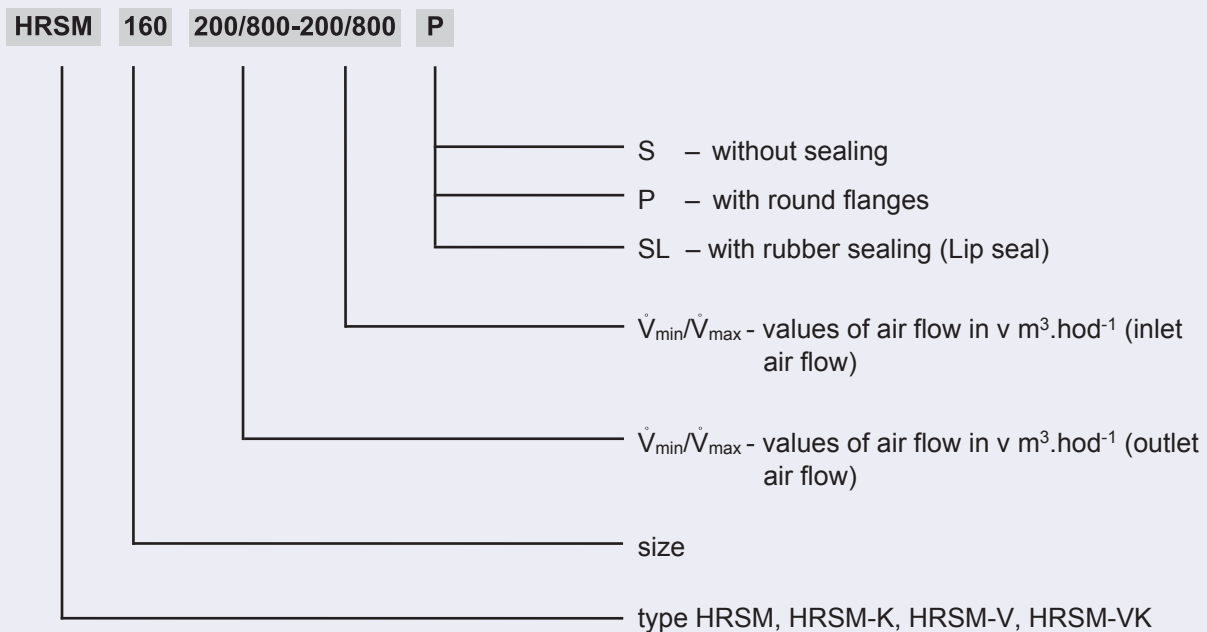 HRSM 160 200/800-200/800 P
S – without sealing
P – with round flanges
SL – with rubber sealing (Lip seal)
V̊min/V̊max - values of air flow in v m³.hod⁻¹ (inlet
air flow)
V̊min/V̊max - values of air flow in v m³.hod⁻¹ (outlet
air flow)
size
type HRSM, HRSM-K, HRSM-V, HRSM-VK